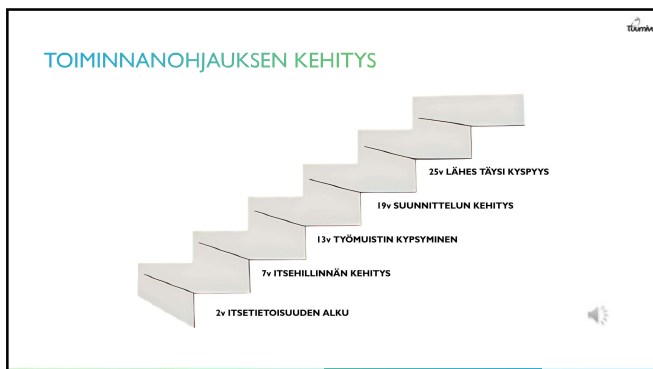 TOIMINNANOHJAUKSEN KEHITYS
25v LÄHES TÄYSI KYSPYYS
19v SUUNNITTELUN KEHITYS
13v TYÖMUISTIN KYPSYMINEN
7v ITSEHILLINNÄN KEHITYS
2v ITSETIETOISUUDEN ALKU